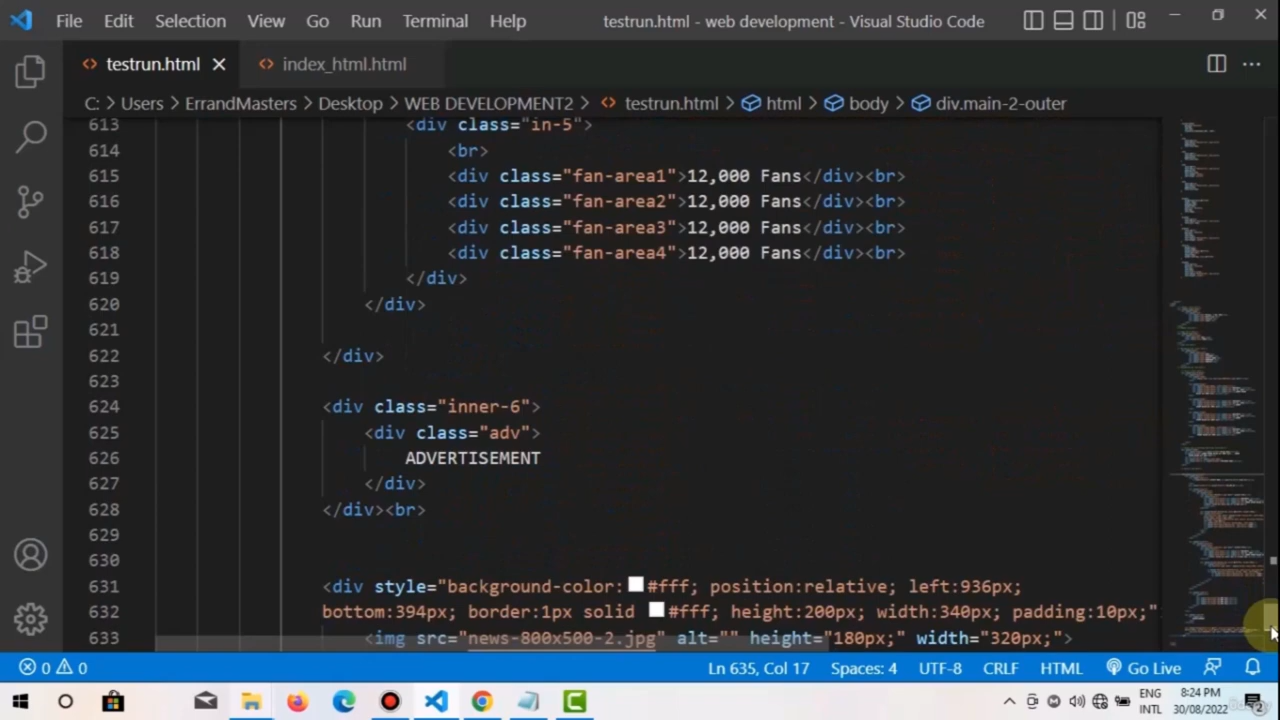 File Edit Selection View Go Run Terminal Help testrun.html - web development - Visual Studio Code
testrun.html index_html.html
C: > Users > ErrandMasters > Desktop > WEB DEVELOPMENT2 > testrun.html > html > body > div.main-2-outer
613 <div class="in-5">
614 <br>
615 <div class="fan-area1">12,000 Fans</div><br>
616 <div class="fan-area2">12,000 Fans</div><br>
617 <div class="fan-area3">12,000 Fans</div><br>
618 <div class="fan-area4">12,000 Fans</div><br>
619 </div>
620 </div>
621
622 </div>
623
624 <div class="inner-6">
625 <div class="adv">
626 ADVERTISEMENT
627 </div>
628 </div><br>
629
630
631 <div style="background-color:#fff; position:relative; left:936px;
632 bottom:394px; border:1px solid #fff; height:200px; width:340px; padding:10px;"
633 <img src="news-800x500-2.jpg" alt="" height="180px;" width="320px;">
0 0 Ln 635, Col 17 Spaces: 4 UTF-8 CRLF HTML Go Live
ENG 8:24 PM
INTL 30/08/2022 2